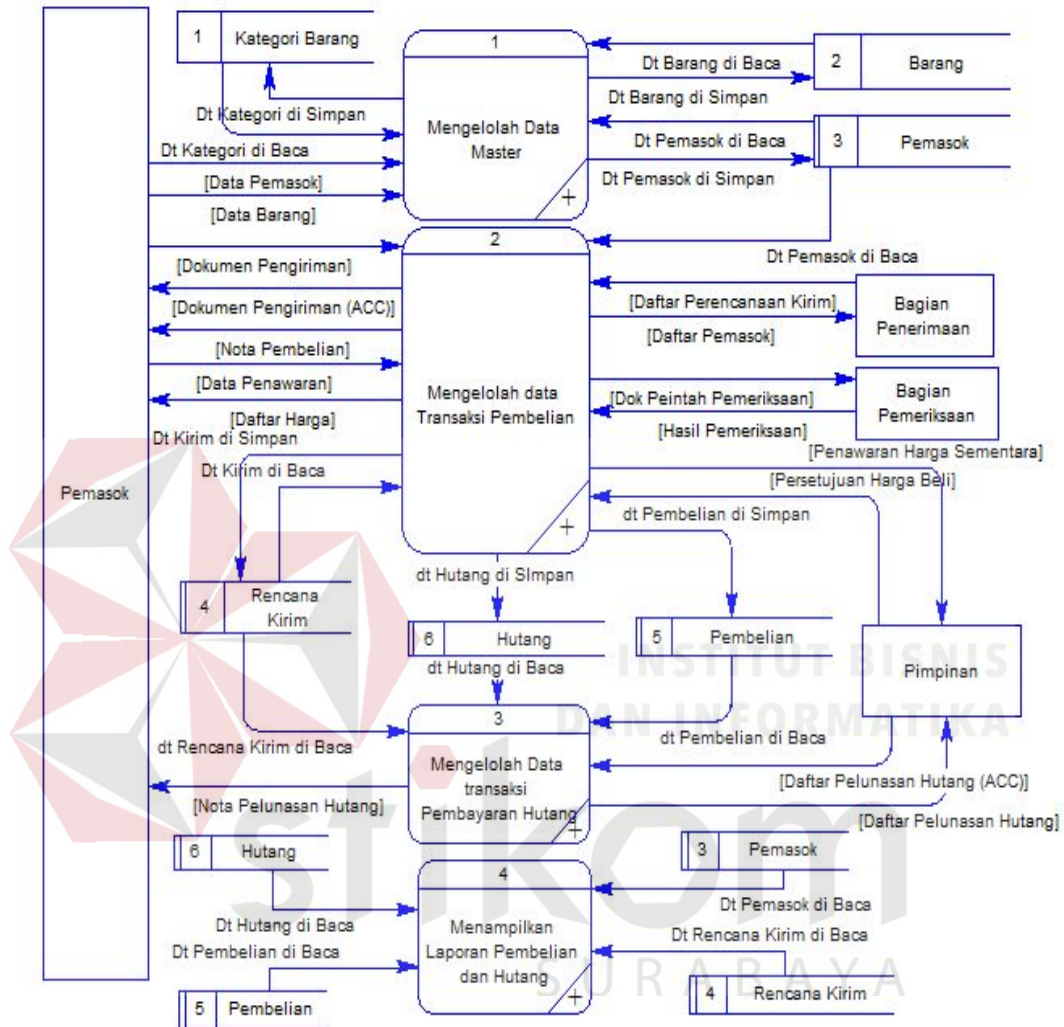 1
Kategori Barang
1
Dt Barang di Baca
2
Barang
Dt Barang di Simpan
Dt Kategori di Simpan
Mengelolah Data
Master
Dt Pemasok di Baca
3
Pemasok
Dt Kategori di Baca
Dt Pemasok di Simpan
[Data Pemasok]
[Data Barang]
+
2
Dt Pemasok di Baca
[Dokumen Pengiriman]
[Dokumen Pengiriman (ACC)]
[Daftar Perencanaan Kirim]
Bagian
Penerimaan
[Daftar Pemasok]
[Nota Pembelian]
[Data Penawaran]
Mengelolah data
Transaksi Pembelian
[Dok Peintah Pemeriksaan]
Bagian
Pemeriksaan
[Daftar Harga]
[Hasil Pemeriksaan]
Dt Kirim di Simpan
[Penawaran Harga Sementara]
Dt Kirim di Baca
[Persetujuan Harga Beli]
Pemasok
dt Pembelian di Simpan
+
dt Hutang di SImpan
4
Rencana
Kirim
6
Hutang
5
Pembelian
dt Hutang di Baca
INSTITUT BISNIS
DAN INFORMATIKA
Pimpinan
3
dt Rencana Kirim di Baca
dt Pembelian di Baca
Mengelolah Data
transaksi
Pembayaran Hutang
+
[Daftar Pelunasan Hutang (ACC)]
[Nota Pelunasan Hutang]
[Daftar Pelunasan Hutang]
stikom
6
Hutang
3
Pemasok
4
Dt Pemasok di Baca
Dt Hutang di Baca
Menampilkan
Laporan Pembelian
dan Hutang
Dt Rencana Kirim di Baca
Dt Pembelian di Baca
SURABAYA
+
5
Pembelian
4
Rencana Kirim